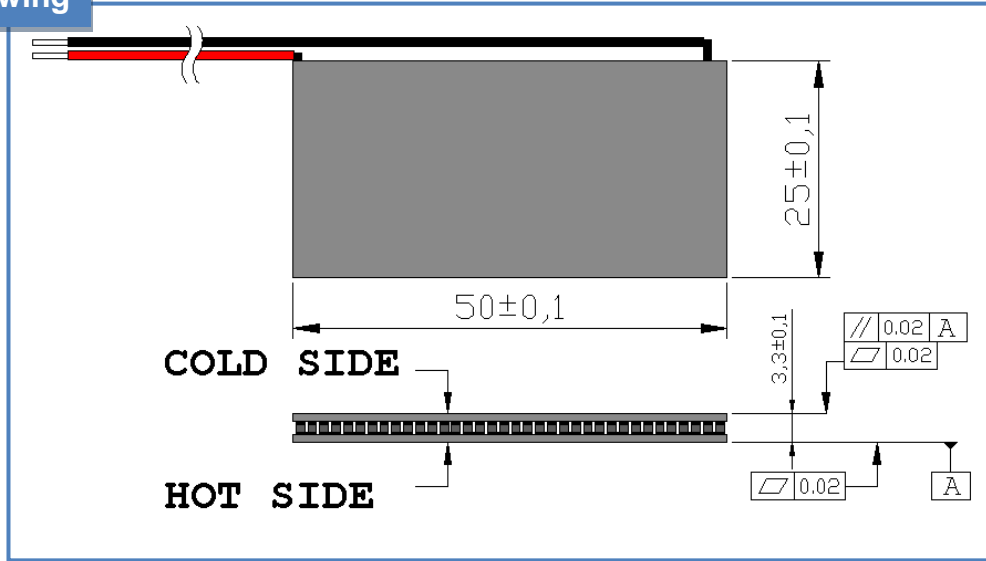 wing
25±0,1
50±0,1
COLD SIDE
3,3±0,1
// 0.02 A
⏥ 0.02
HOT SIDE
⏥ 0.02
A